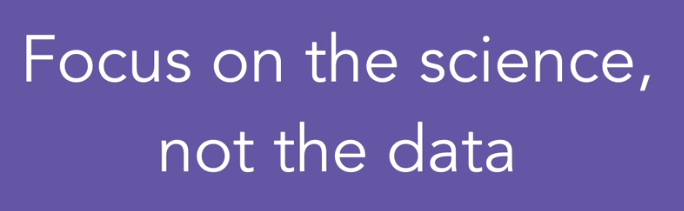 Focus on the science,
not the data